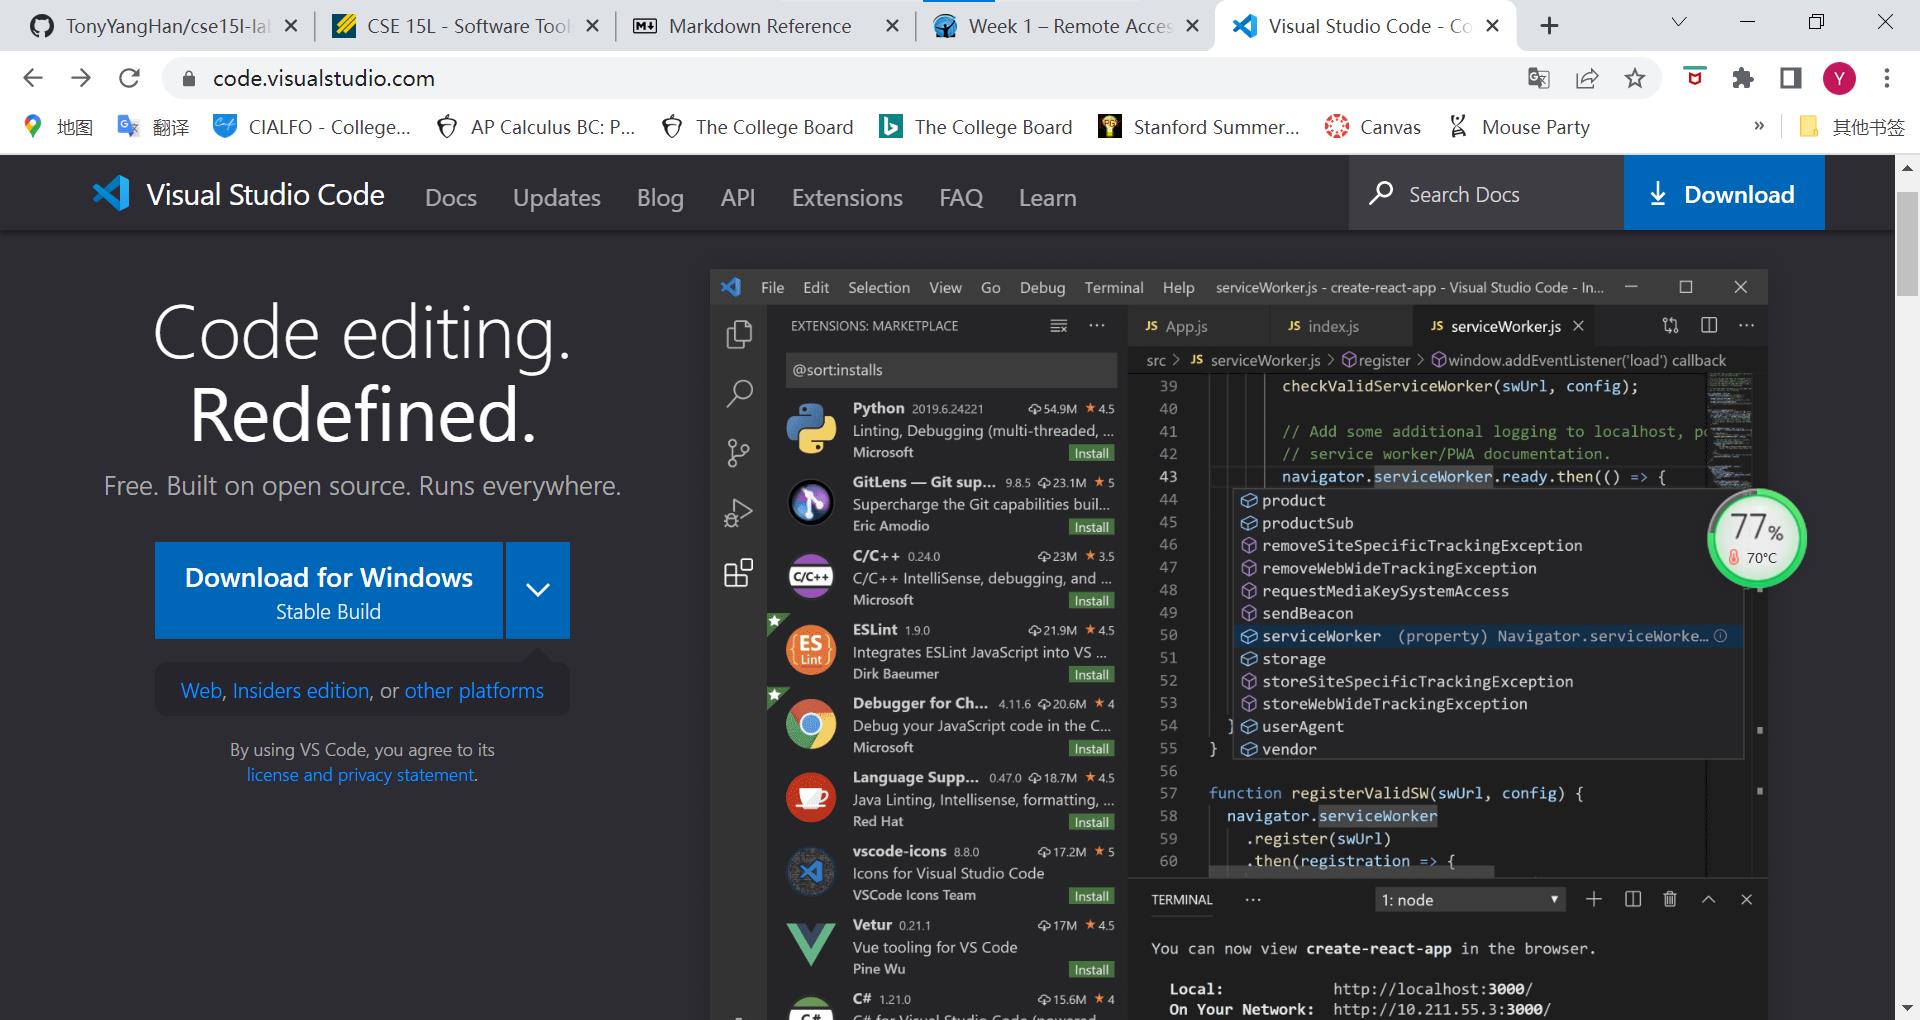 TonyYangHan/cse15l-la
CSE 15L - Software Tool
Markdown Reference
Week 1 – Remote Acces
Visual Studio Code - Co
code.visualstudio.com
Y
地图
翻译
CIALFO - College...
AP Calculus BC: P...
The College Board
The College Board
Stanford Summer...
Canvas
Mouse Party
»
其他书签
Visual Studio Code
Docs
Updates
Blog
API
Extensions
FAQ
Learn
Search Docs
Download
Code editing.
Redefined.
Free. Built on open source. Runs everywhere.
Download for Windows
Stable Build
Web, Insiders edition, or other platforms
By using VS Code, you agree to its
license and privacy statement.
File Edit Selection View Go Debug Terminal Help
serviceWorker.js - create-react-app - Visual Studio Code - In...
EXTENSIONS: MARKETPLACE
@sort:installs
Python 2019.6.24221 54.9M ★ 4.5
Linting, Debugging (multi-threaded, ...
Microsoft Install
GitLens — Git sup... 9.8.5 23.1M ★ 5
Supercharge the Git capabilities buil...
Eric Amodio Install
C/C++
C/C++ 0.24.0 23M ★ 3.5
C/C++ IntelliSense, debugging, and ...
Microsoft Install
ES
Lint
ESLint 1.9.0 21.9M ★ 4.5
Integrates ESLint JavaScript into VS ...
Dirk Baeumer Install
Debugger for Ch... 4.11.6 20.6M ★ 4
Debug your JavaScript code in the C...
Microsoft Install
Language Supp... 0.47.0 18.7M ★ 4.5
Java Linting, Intellisense, formatting, ...
Red Hat Install
vscode-icons 8.8.0 17.2M ★ 5
Icons for Visual Studio Code
VSCode Icons Team Install
Vetur 0.21.1 17M ★ 4.5
Vue tooling for VS Code
Pine Wu Install
C# 1.21.0 15.6M ★ 4
C# for Visual Studio Code (powered
JS App.js
JS index.js
JS serviceWorker.js
src > JS serviceWorker.js > register > window.addEventListener('load') callback
39 checkValidServiceWorker(swUrl, config);
40
41 // Add some additional logging to localhost, po
42 // service worker/PWA documentation.
43 navigator.serviceWorker.ready.then(() => {
44 product
45 productSub
46 removeSiteSpecificTrackingException
47 removeWebWideTrackingException
48 requestMediaKeySystemAccess
49 sendBeacon
50 serviceWorker (property) Navigator.serviceWorke...
51 storage
52 storeSiteSpecificTrackingException
53 storeWebWideTrackingException
54 } userAgent
55 } vendor
56
57 function registerValidSW(swUrl, config) {
58 navigator.serviceWorker
59 .register(swUrl)
60 .then(registration => {
77%
70°C
TERMINAL ...
1: node
You can now view create-react-app in the browser.
Local: http://localhost:3000/
On Your Network: http://10.211.55.3:3000/